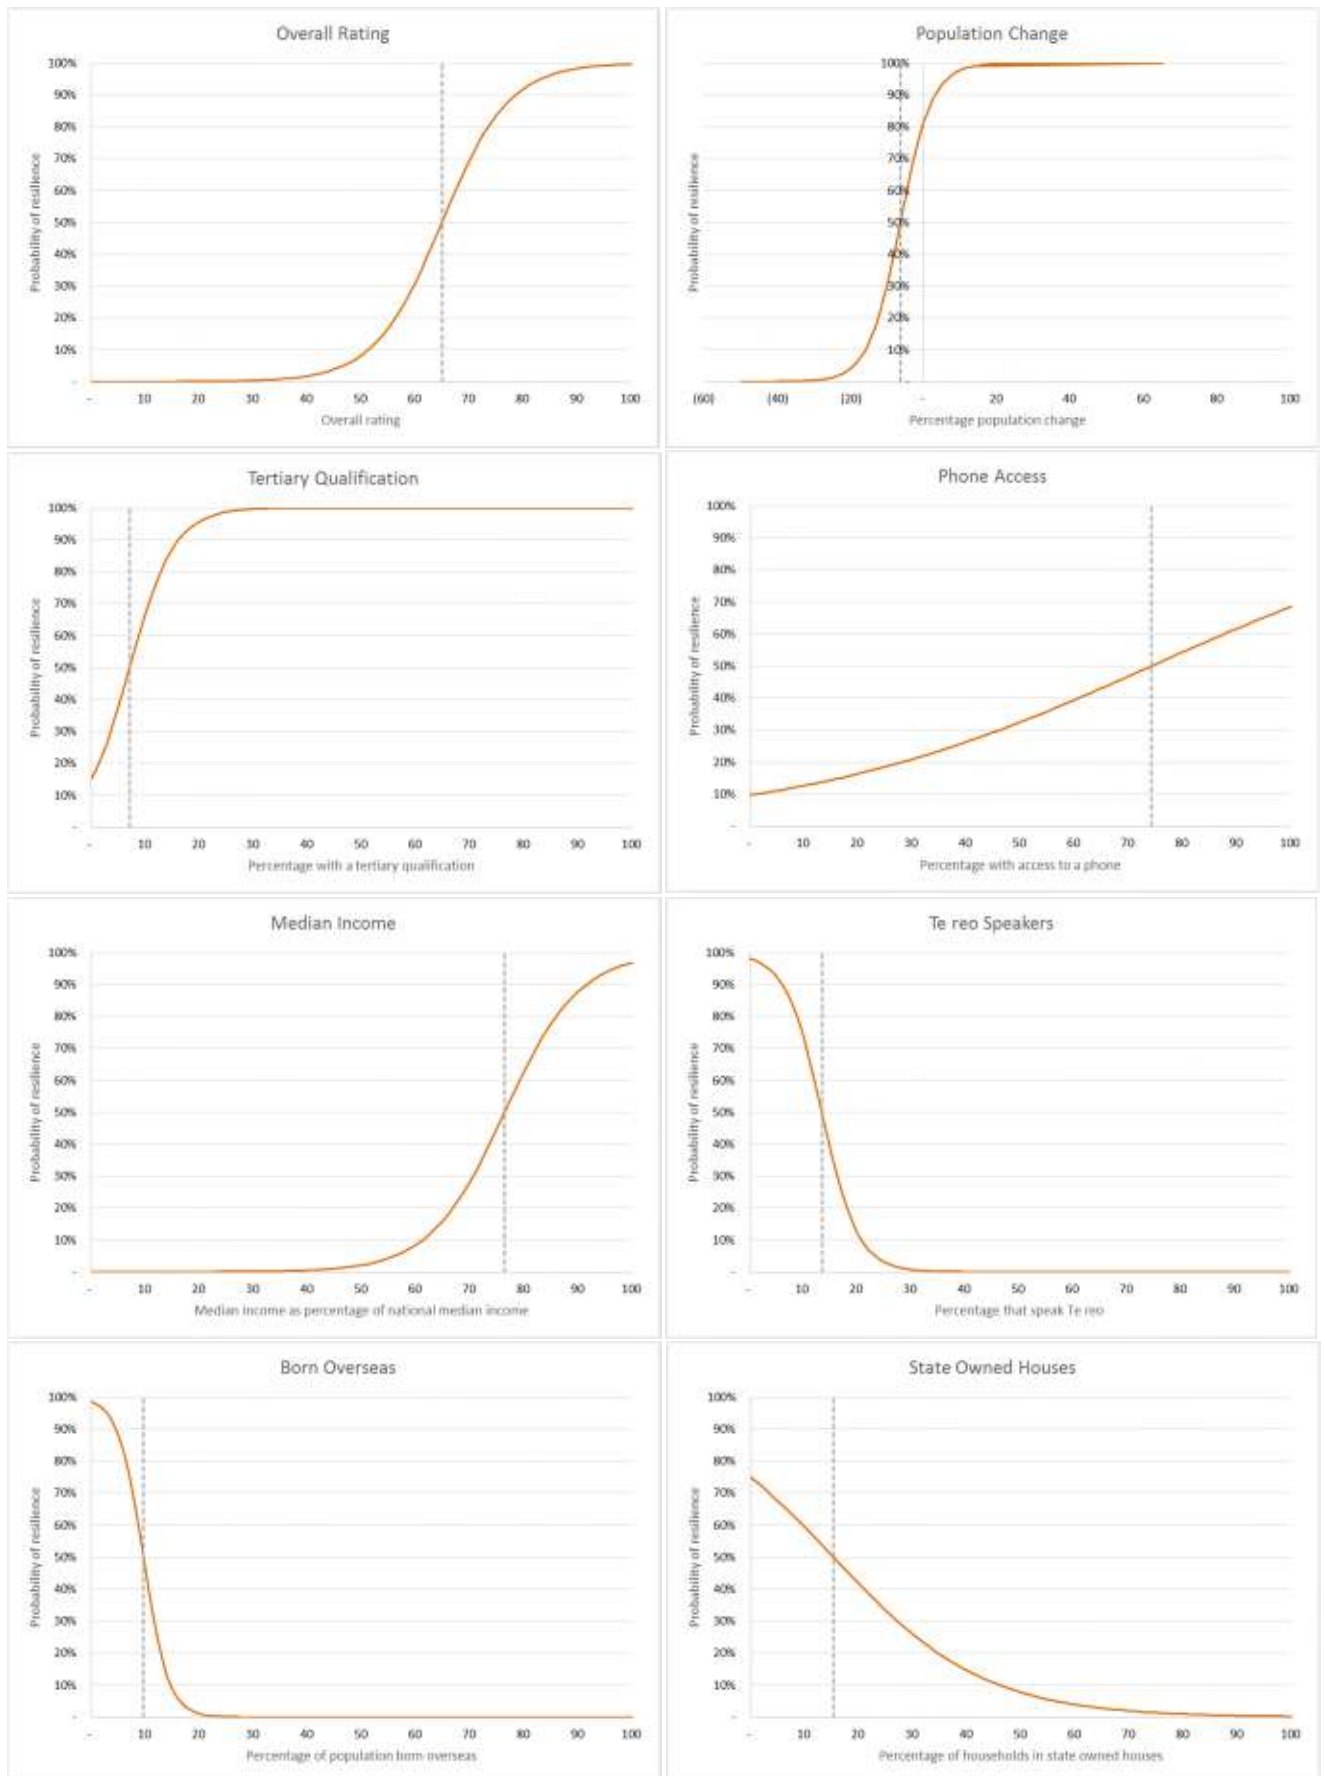 Overall Rating
Probability of resilience
100%
90%
80%
70%
60%
50%
40%
30%
20%
10%
-
- 10 20 30 40 50 60 70 80 90 100
Overall rating
Population Change
Probability of resilience
100%
90%
80%
70%
60%
50%
40%
30%
20%
10%
-
(60) (40) (20) - 20 40 60 80 100
Percentage population change
Tertiary Qualification
Probability of resilience
100%
90%
80%
70%
60%
50%
40%
30%
20%
10%
-
- 10 20 30 40 50 60 70 80 90 100
Percentage with a tertiary qualification
Phone Access
Probability of resilience
100%
90%
80%
70%
60%
50%
40%
30%
20%
10%
-
- 10 20 30 40 50 60 70 80 90 100
Percentage with access to a phone
Median Income
Probability of resilience
100%
90%
80%
70%
60%
50%
40%
30%
20%
10%
-
- 10 20 30 40 50 60 70 80 90 100
Median income as percentage of national median income
Te reo Speakers
Probability of resilience
100%
90%
80%
70%
60%
50%
40%
30%
20%
10%
-
- 10 20 30 40 50 60 70 80 90 100
Percentage that speak Te reo
Born Overseas
Probability of resilience
100%
90%
80%
70%
60%
50%
40%
30%
20%
10%
-
- 10 20 30 40 50 60 70 80 90 100
Percentage of population born overseas
State Owned Houses
Probability of resilience
100%
90%
80%
70%
60%
50%
40%
30%
20%
10%
-
- 10 20 30 40 50 60 70 80 90 100
Percentage of households in state owned houses